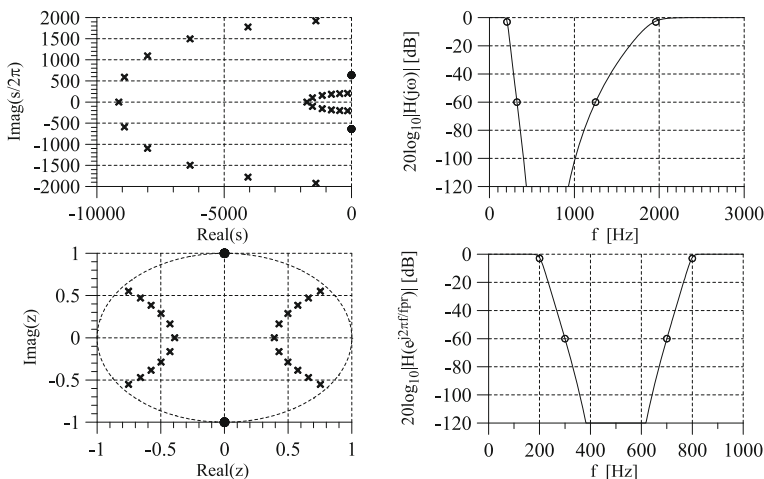 2000
1500
1000
500
0
-500
-1000
-1500
-2000
Imag(s/2π)
-10000 -5000 0
Real(s)
0
-20
-40
-60
-80
-100
-120
20log10|H(jω)| [dB]
0 1000 2000 3000
f [Hz]
1
0.5
0
-0.5
-1
Imag(z)
-1 -0.5 0 0.5 1
Real(z)
0
-20
-40
-60
-80
-100
-120
20log10|H(e^j2πf/fpr)| [dB]
0 200 400 600 800 1000
f [Hz]